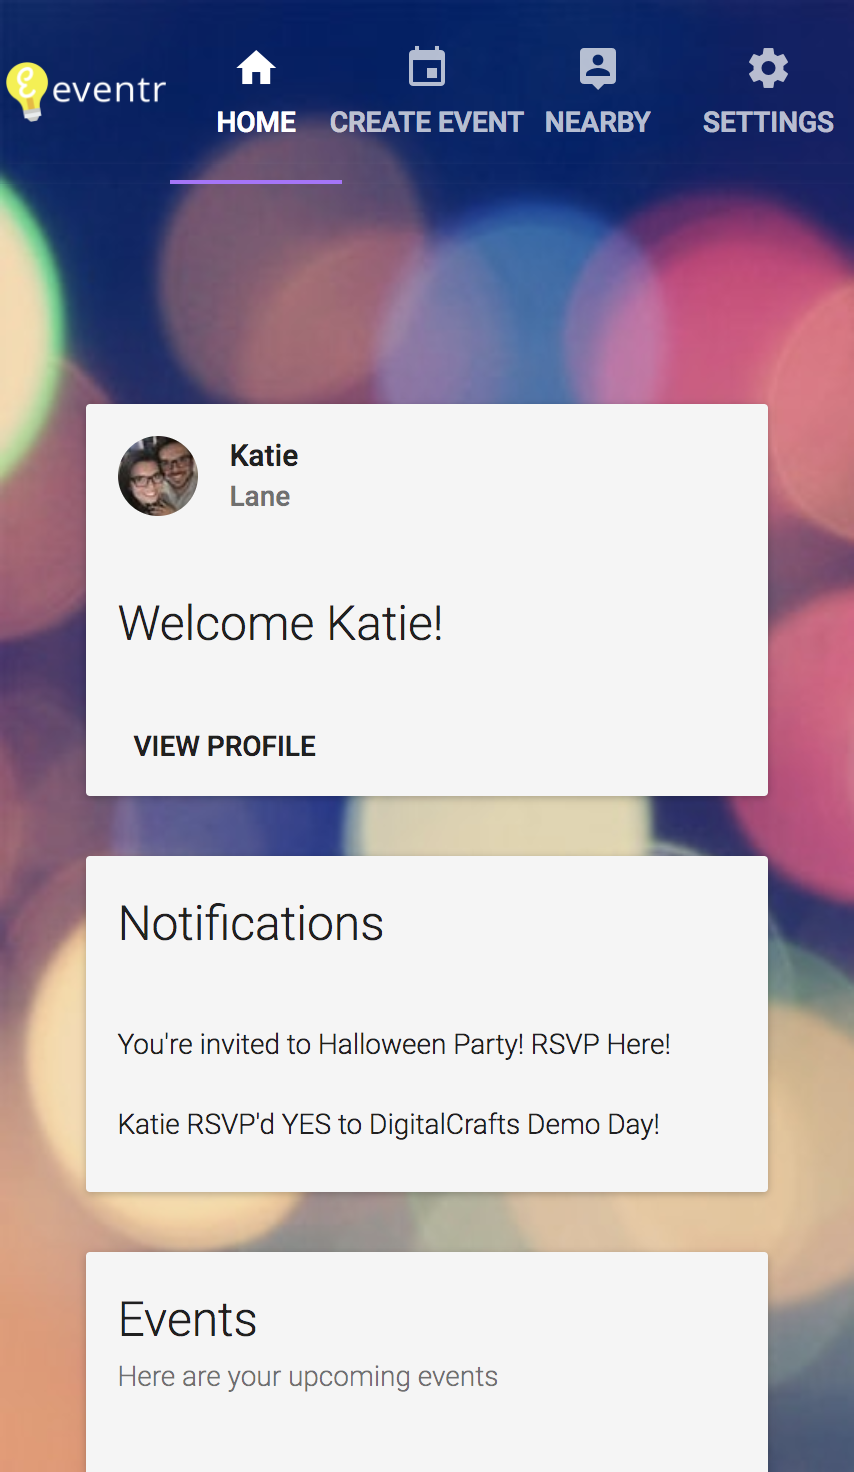 eventr
HOME
CREATE EVENT
NEARBY
SETTINGS
Katie
Lane
Welcome Katie!
VIEW PROFILE
Notifications
You're invited to Halloween Party! RSVP Here!
Katie RSVP'd YES to DigitalCrafts Demo Day!
Events
Here are your upcoming events